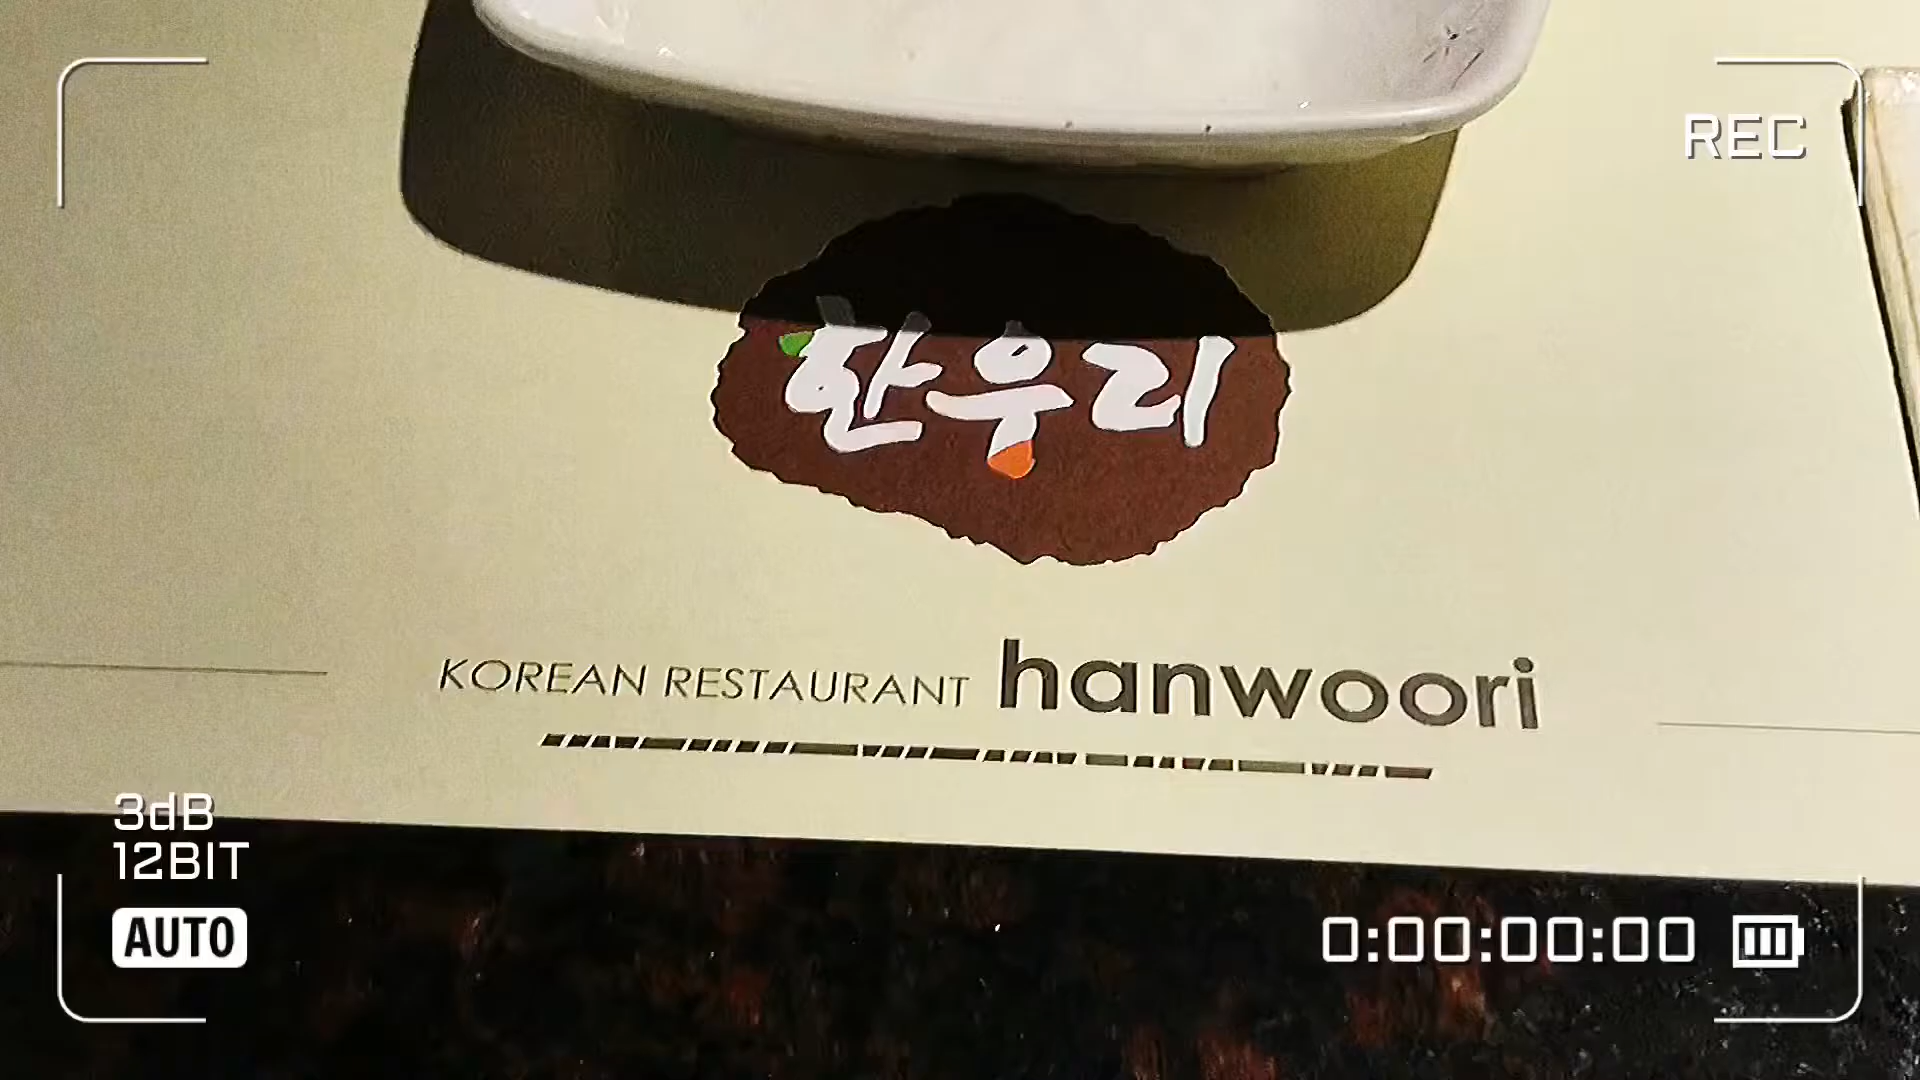 REC
한우리
KOREAN RESTAURANT hanwoori
3dB
12BIT
AUTO
0:00:00:00